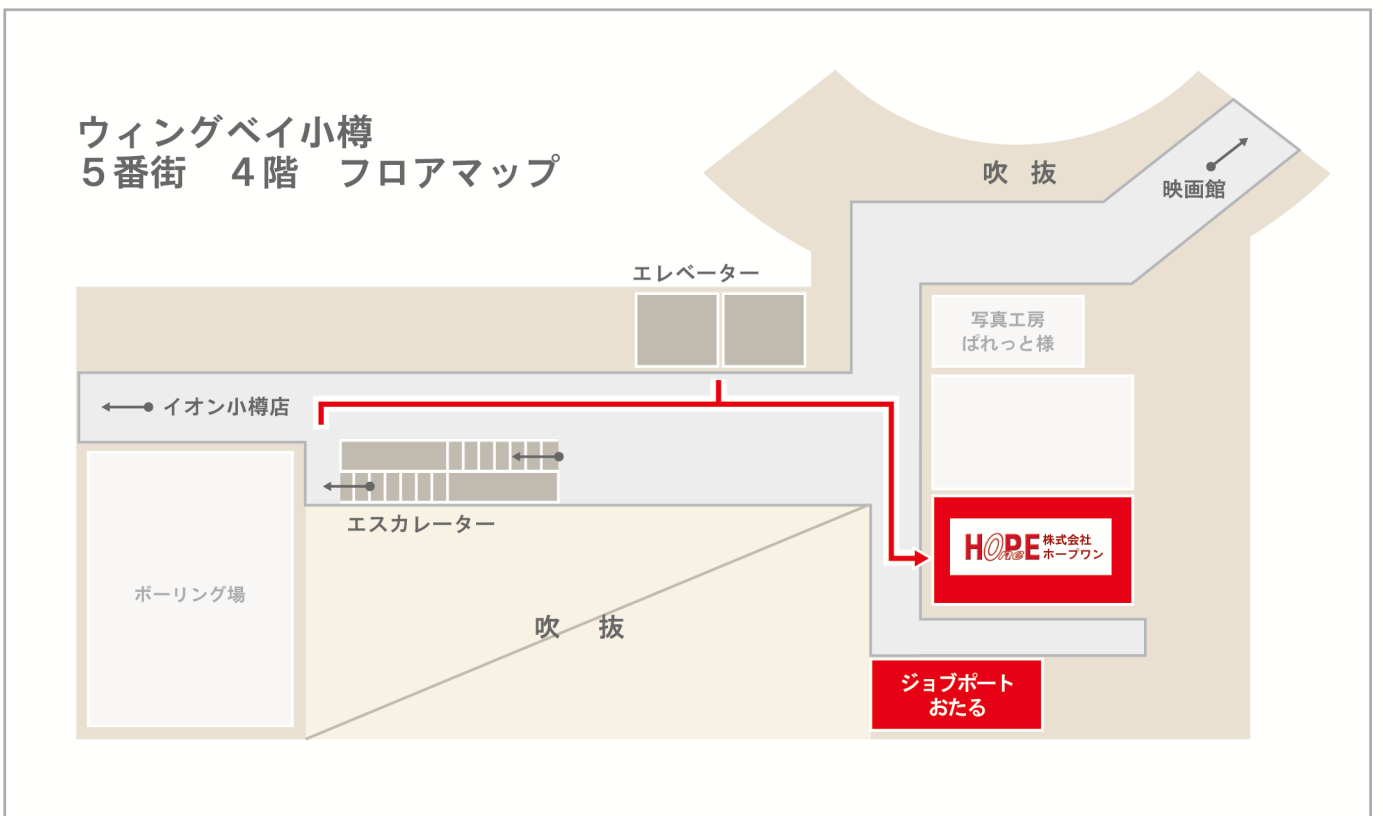 ウィングベイ小樽
５番街　４階　フロアマップ
吹　抜
映画館
エレベーター
写真工房
ぱれっと様
イオン小樽店
エスカレーター
HOPE One 株式会社
ホープワン
ボーリング場
吹　抜
ジョブポート
おたる